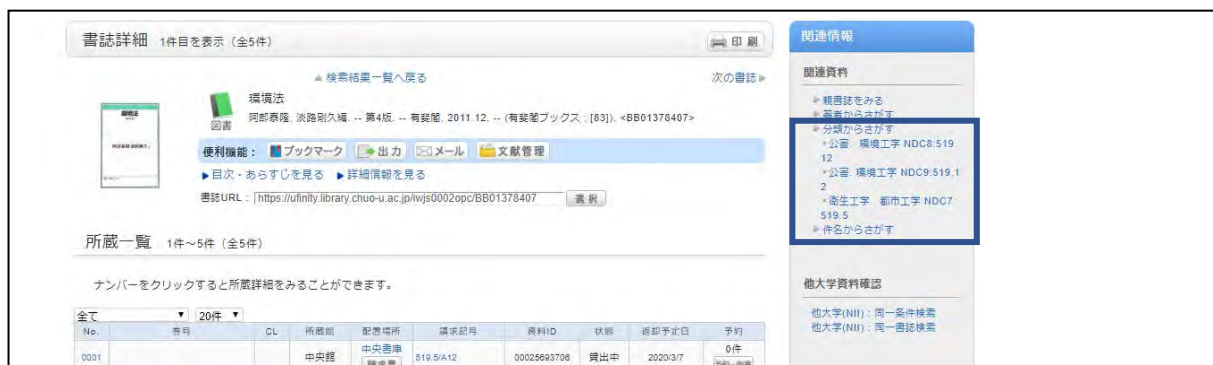 書誌詳細 1件目を表示（全5件）
印刷
▲検索結果一覧へ戻る
次の書誌
図書
環境法
阿部泰隆, 淡路剛久編. -- 第4版. -- 有斐閣, 2011.12. -- (有斐閣ブックス ; [83]). <BB01378407>
便利機能： ブックマーク 出力 メール 文献管理
▶目次・あらすじを見る ▶詳細情報を見る
書誌URL： https://ufinity.library.chuo-u.ac.jp/iwjs0002opc/BB01378407 選択
所蔵一覧 1件～5件（全5件）
ナンバーをクリックすると所蔵詳細をみることができます。
全て ▼ 20件 ▼
No. 巻号 CL 所蔵館 配置場所 請求記号 資料ID 状態 返却予定日 予約
0001 中央館 中央書庫 519.5/A12 00025693706 貸出中 2020/3/7 0件
関連情報
関連資料
親書誌をみる
著者からさがす
分類からさがす
公害. 環境工学 NDC8:519
12
公害. 環境工学 NDC9:519.1
2
衛生工学. 都市工学 NDC7
519.5
件名からさがす
他大学資料確認
他大学(NII)：同一条件検索
他大学(NII)：同一書誌検索